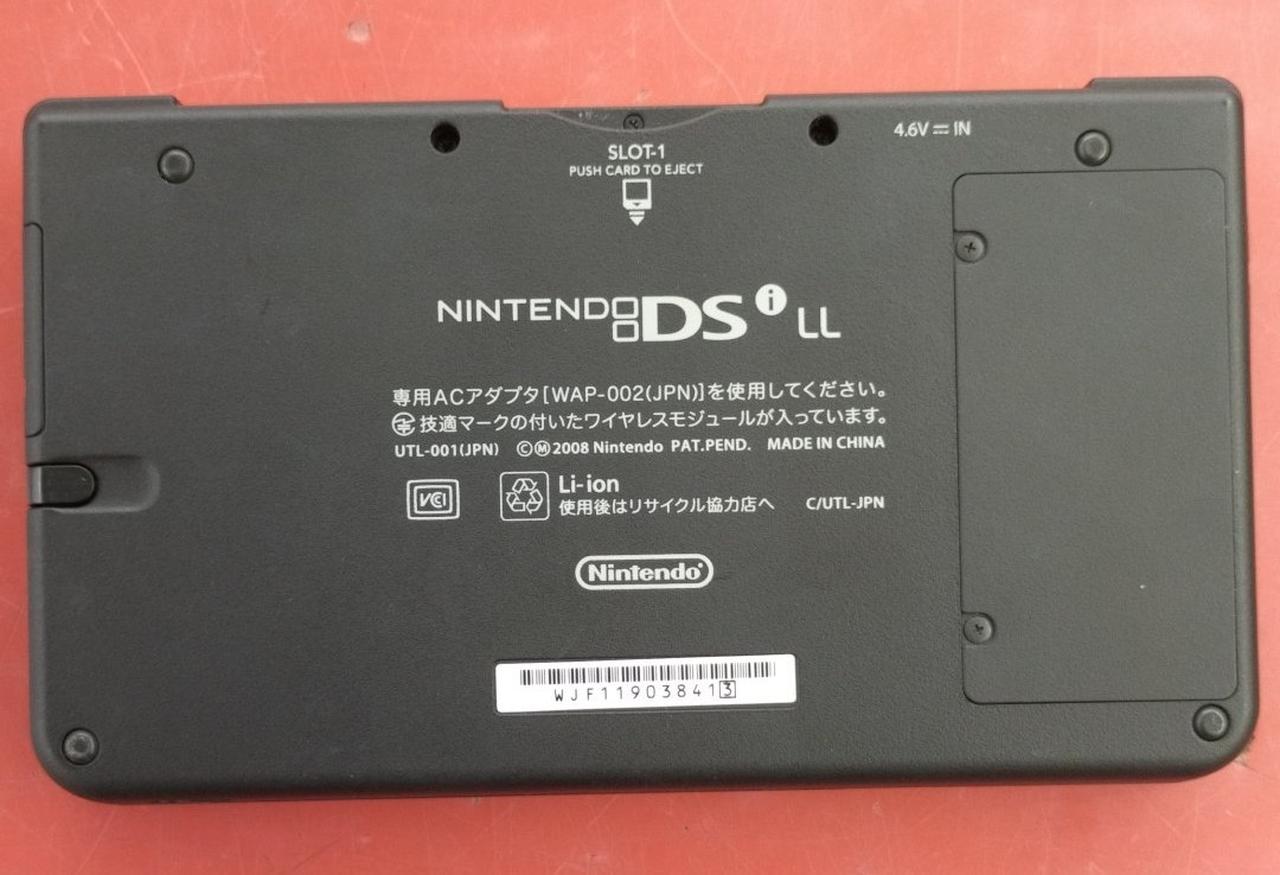 4.6V⎓IN
SLOT-1
PUSH CARD TO EJECT
NINTENDO DSi LL
専用ACアダプタ[WAP-002(JPN)]を使用してください。
技適マークの付いたワイヤレスモジュールが入っています。
UTL-001(JPN) ©Ⓜ2008 Nintendo PAT.PEND. MADE IN CHINA
VCI
Li-ion
使用後はリサイクル協力店へ C/UTL-JPN
Nintendo
WJF119038413